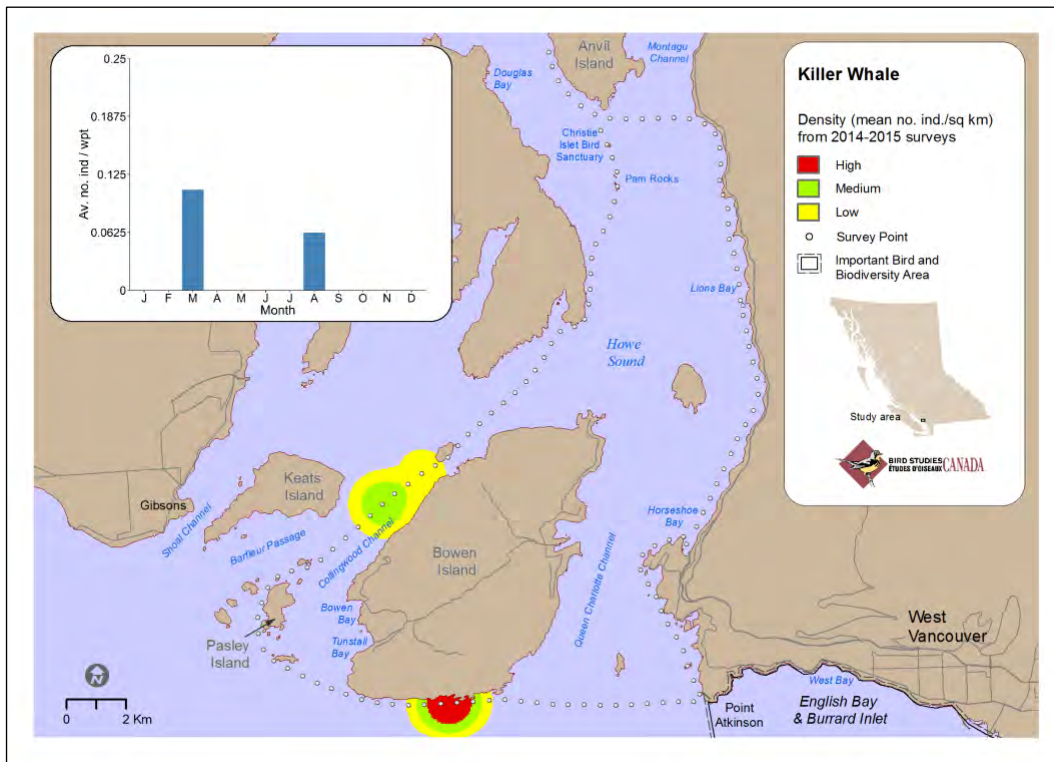 0.25
0.1875
0.125
0.0625
0
Av. no. ind / wpt
J F M A M J J A S O N D
Month
Anvil
Island
Montagu
Channel
Douglas
Bay
Christie
Islet Bird
Sanctuary
Pam Rocks
Lions Bay
Howe
Sound
Keats
Island
Gibsons
Shoal Channel
Barfleur Passage
Collingwood Channel
Bowen
Island
Bowen
Bay
Tunstall
Bay
Pasley
Island
Queen Charlotte Channel
Horseshoe
Bay
West
Vancouver
West Bay
Point
Atkinson
English Bay
& Burrard Inlet
N
0 2 Km
Killer Whale
Density (mean no. ind./sq km)
from 2014-2015 surveys
High
Medium
Low
Survey Point
Important Bird and
Biodiversity Area
Study area
BIRD STUDIES
ÉTUDES D'OISEAUX CANADA